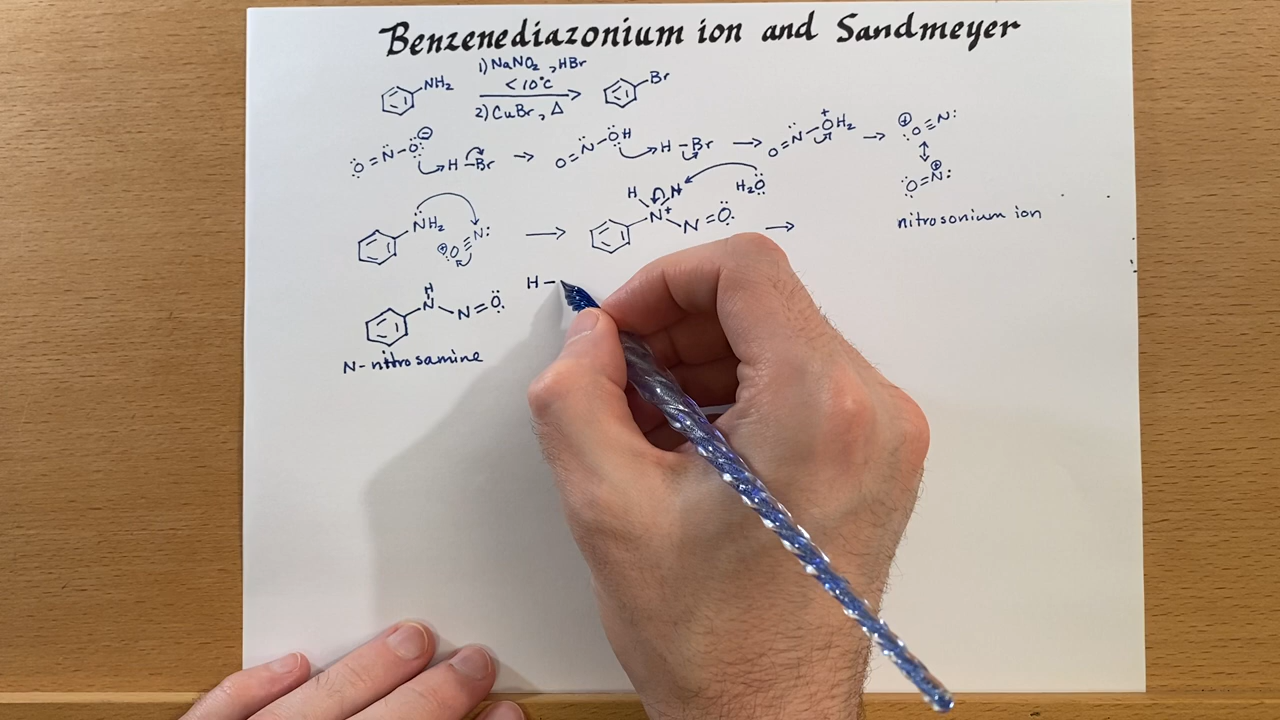 Benzenediazonium ion and Sandmeyer
NH₂ 1) NaNO₂, HBr Br
< 10°C
2) CuBr, Δ
:O=N-O:⊖ H-Br → O=N-OH H-Br → O=N-OH₂+ → ⊕:O≡N:
:O=N⊕:
nitrosonium ion
NH₂ ⊕:O≡N: → H N+ N=O: H₂O: →
H
N-N=O: H-
N-nitrosamine